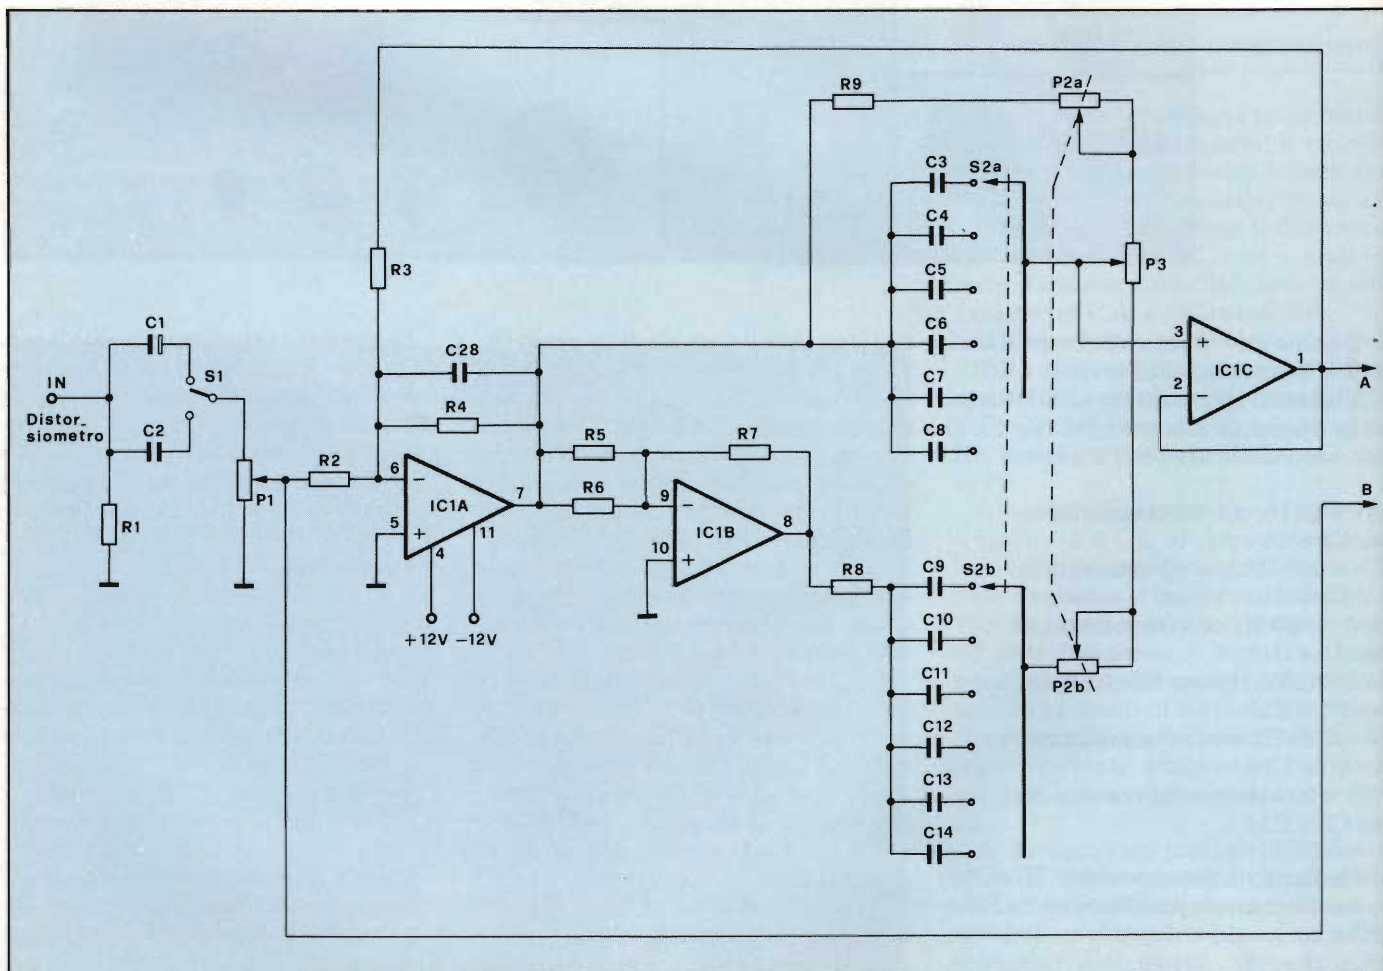 R9
P2a
C3
S2a
C4
R3
C5
P3
C1
C6
3
+
C28
IC1C
1
IN
S1
A
Distor_
siometro
C7
2
-
R4
C2
C8
R5
R7
R2
6
-
P1
IC1A
7
R6
9
-
B
R1
5
+
11
IC1B
8
4
10
+
R8
C9
S2b
+12V
-12V
C10
P2b
C11
C12
C13
C14